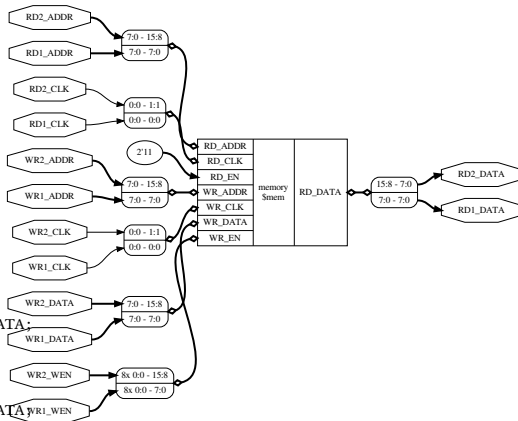 RD2_ADDR
RD1_ADDR
7:0 - 15:8
7:0 - 7:0
RD2_CLK
RD1_CLK
0:0 - 1:1
0:0 - 0:0
2'11
WR2_ADDR
WR1_ADDR
7:0 - 15:8
7:0 - 7:0
WR2_CLK
WR1_CLK
0:0 - 1:1
0:0 - 0:0
WR2_DATA
WR1_DATA
7:0 - 15:8
7:0 - 7:0
ATA;
WR2_WEN
WR1_WEN
8x 0:0 - 15:8
8x 0:0 - 7:0
ATA;
RD_ADDR
RD_CLK
RD_EN
WR_ADDR
WR_CLK
WR_DATA
WR_EN
memory
$mem
RD_DATA
15:8 - 7:0
7:0 - 7:0
RD2_DATA
RD1_DATA